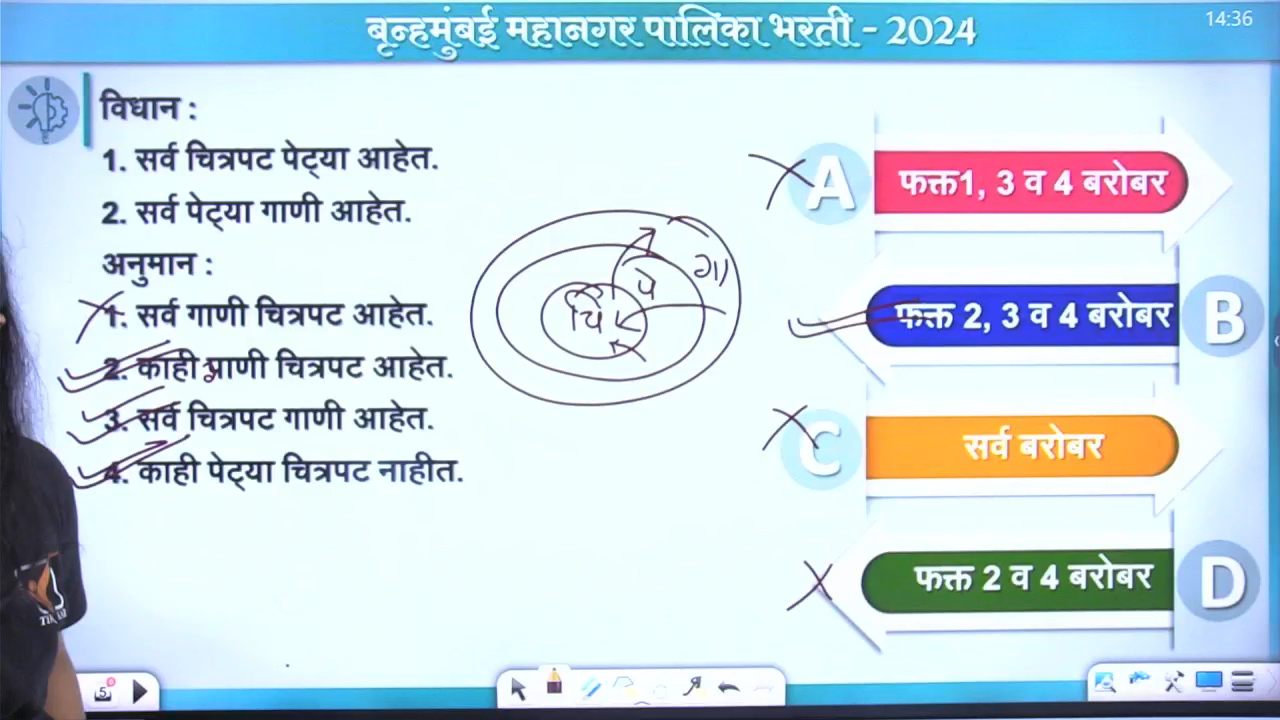 बृन्हमुंबई महानगर पालिका भरती - 2024
14:36
विधान :
1. सर्व चित्रपट पेट्या आहेत.
2. सर्व पेट्या गाणी आहेत.
अनुमान :
1. सर्व गाणी चित्रपट आहेत.
2. काही प्राणी चित्रपट आहेत.
3. सर्व चित्रपट गाणी आहेत.
4. काही पेट्या चित्रपट नाहीत.
चि
पे
गा
A फक्त1, 3 व 4 बरोबर
फक्त 2, 3 व 4 बरोबर B
C सर्व बरोबर
फक्त 2 व 4 बरोबर D
5